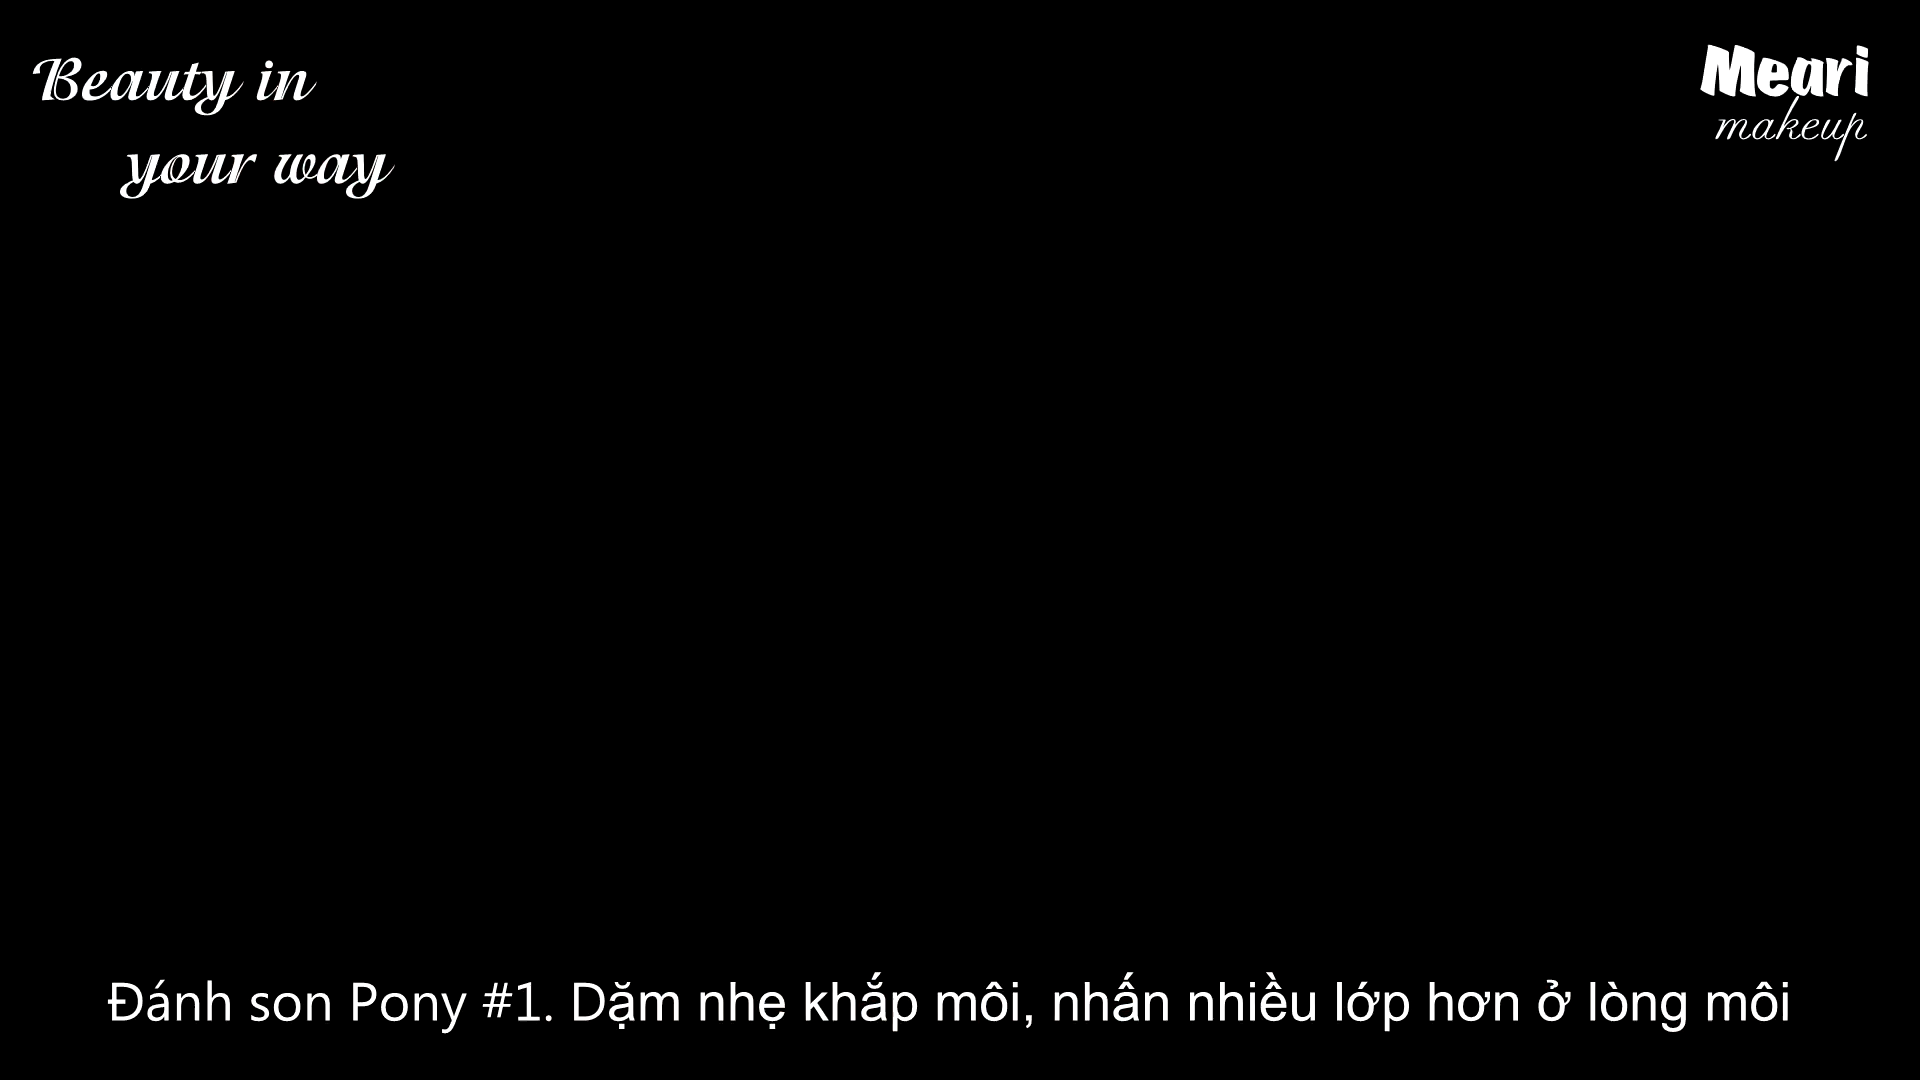 Beauty in
your way
Meari
makeup
Đánh son Pony #1. Dặm nhẹ khắp môi, nhấn nhiều lớp hơn ở lòng môi